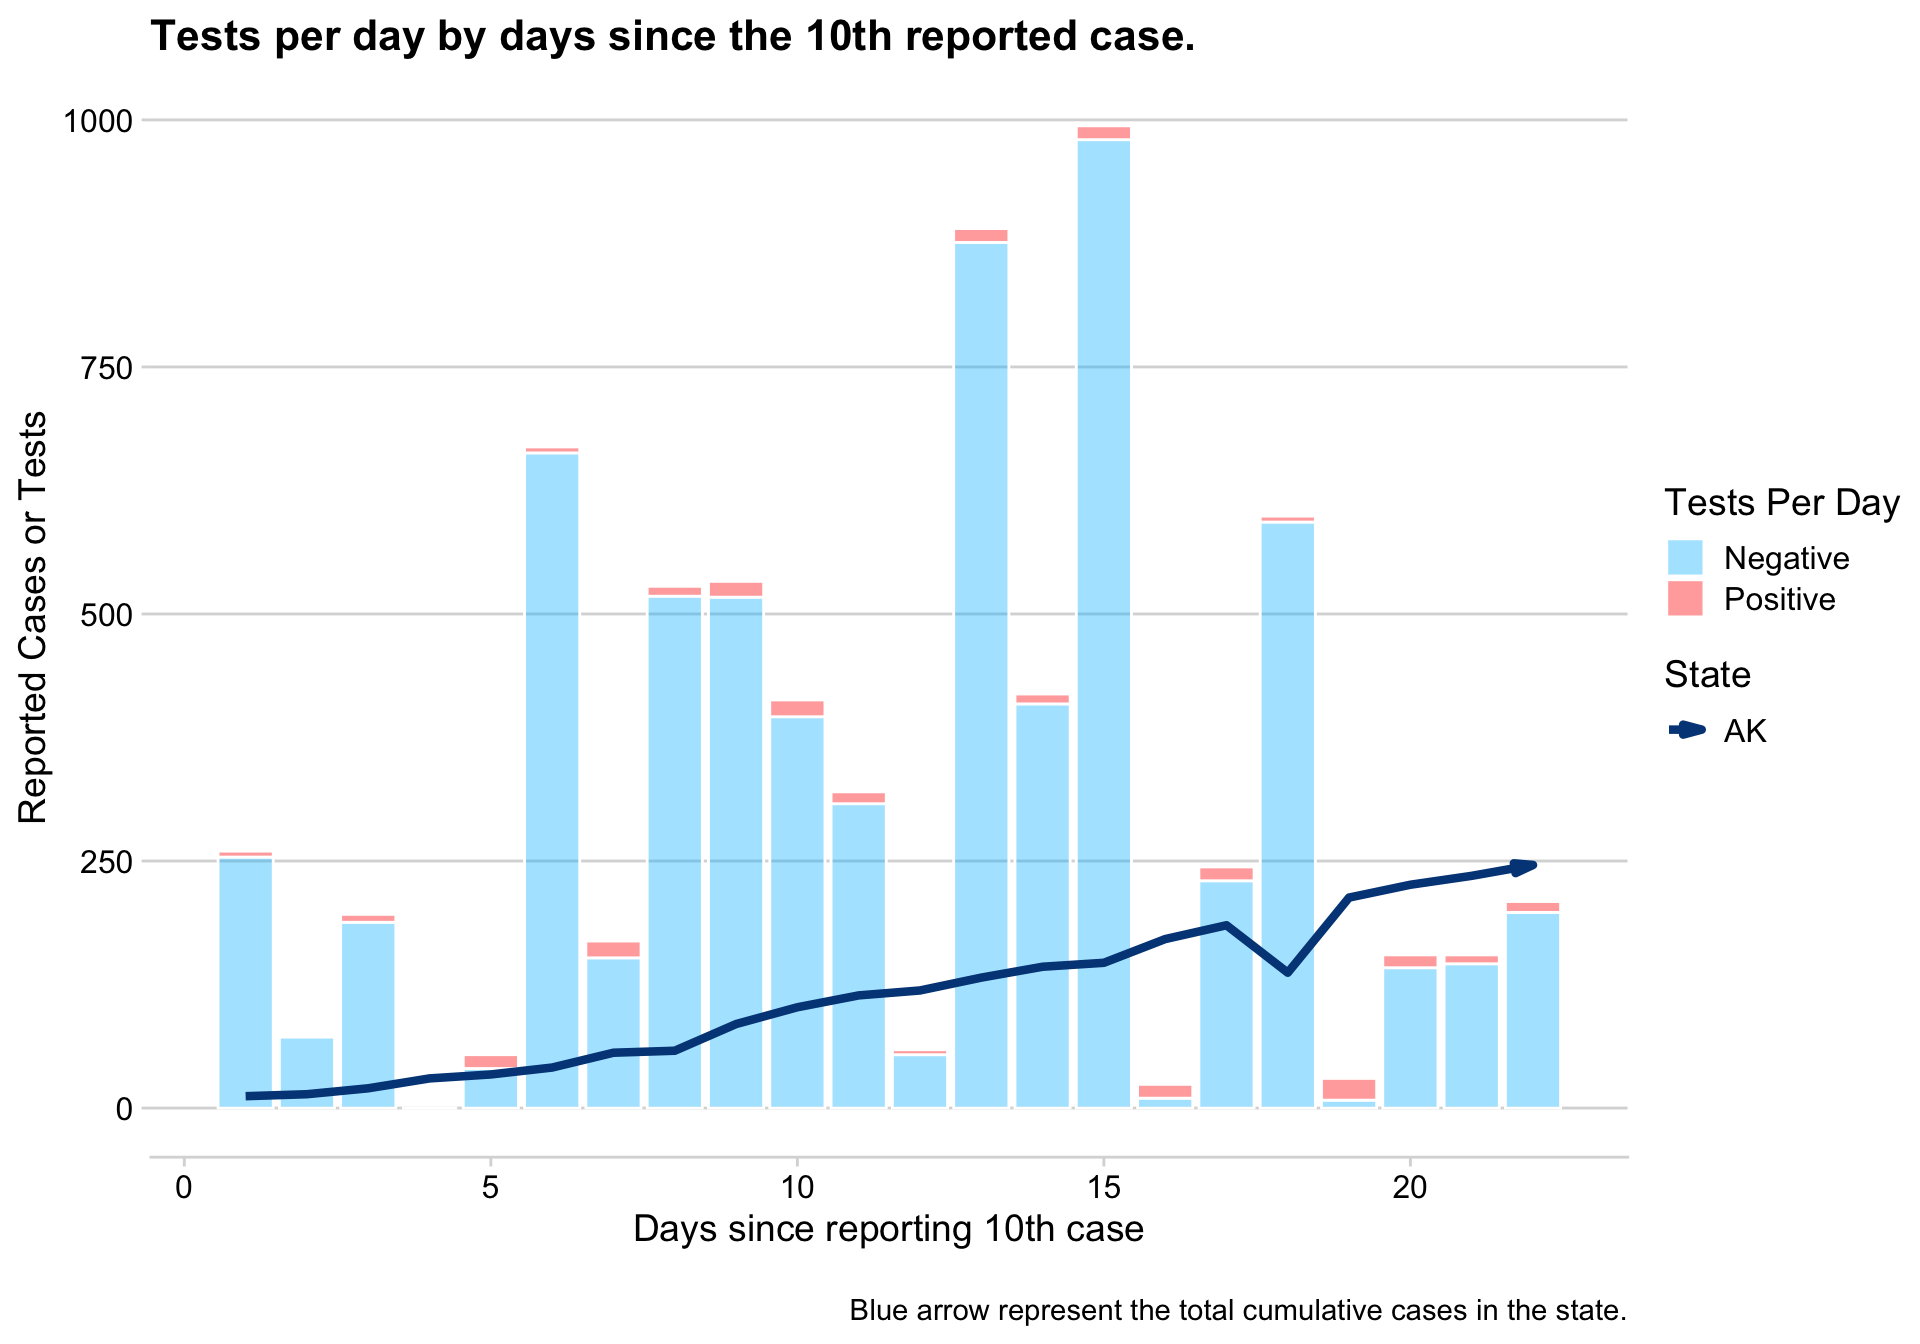 Tests per day by days since the 10th reported case.
1000
750
500
250
0
Reported Cases or Tests
0 5 10 15 20
Days since reporting 10th case
Tests Per Day
Negative
Positive
State
AK
Blue arrow represent the total cumulative cases in the state.